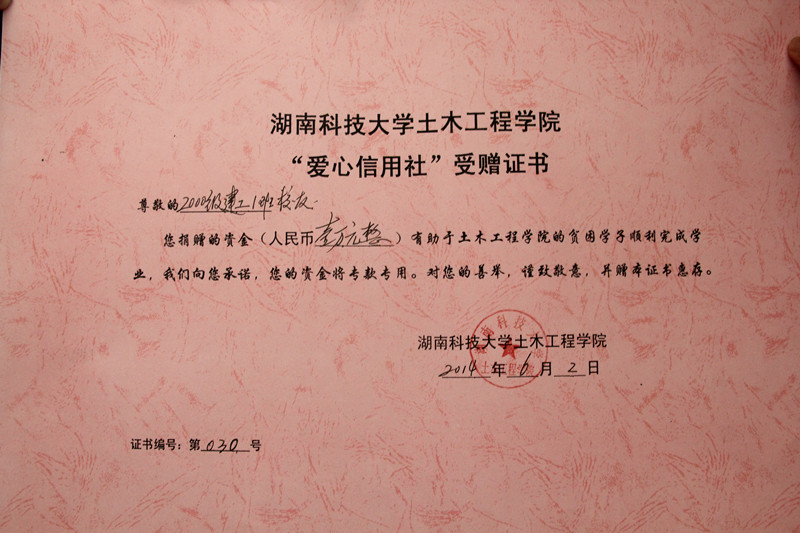 湖南科技大学土木工程学院
“爱心信用社”受赠证书
尊敬的2000级建工1班校友
您捐赠的资金（人民币 万元整）有助于土木工程学院的贫困学子顺利完成学
业，我们向您承诺，您的资金将专款专用。对您的善举，谨致敬意，并赠本证书惠存。
湖南科技大学土木工程学院
2014年6月2日
证书编号：第030号